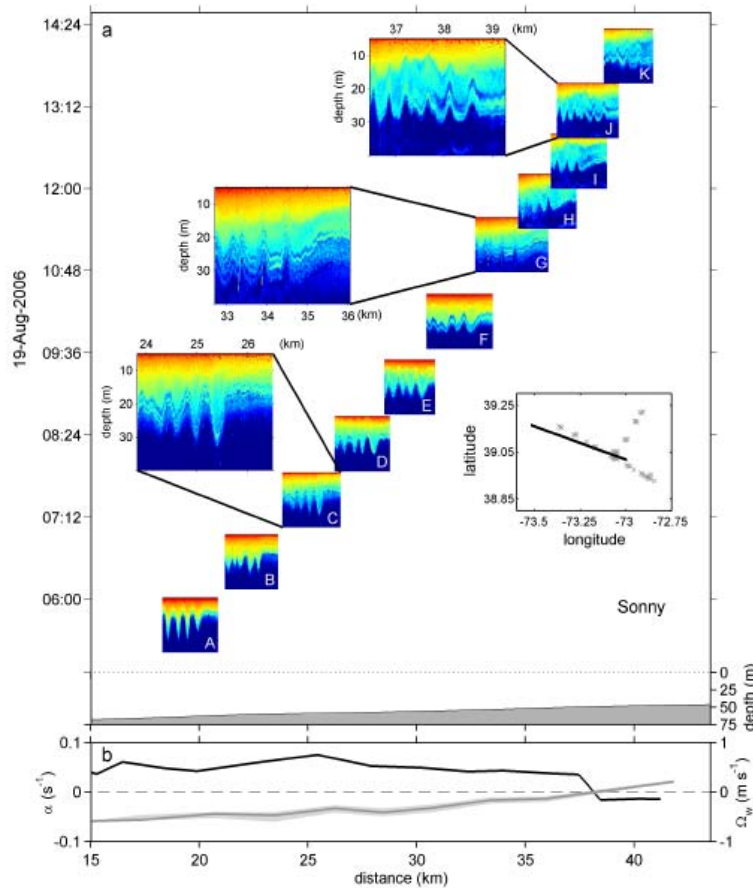 14:24
a
37 38 39 (km)
10
20
30
depth (m)
K
13:12
J
I
12:00
H
10
20
30
depth (m)
G
33 34 35 36 (km)
10:48
19-Aug-2006
F
09:36
24 25 26 (km)
10
20
30
depth (m)
E
39.25
39.05
38.85
latitude
-73.5 -73.25 -73 -72.75
longitude
08:24
D
C
07:12
B
06:00
Sonny
A
0
25
50
75
depth (m)
b
0.1
0
-0.1
α (s⁻¹)
1
0
-1
Ωw (m s⁻¹)
15 20 25 30 35 40
distance (km)